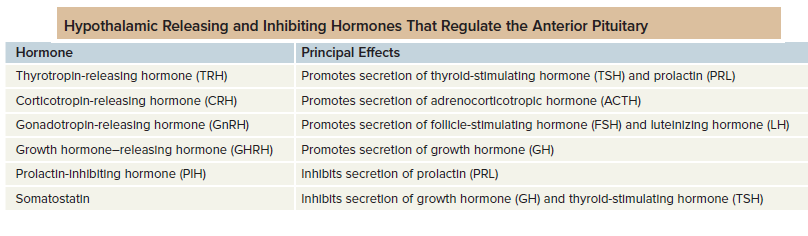 Hypothalamic Releasing and Inhibiting Hormones That Regulate the Anterior Pituitary
Hormone Principal Effects
Thyrotropin-releasing hormone (TRH) Promotes secretion of thyroid-stimulating hormone (TSH) and prolactin (PRL)
Corticotropin-releasing hormone (CRH) Promotes secretion of adrenocorticotropic hormone (ACTH)
Gonadotropin-releasing hormone (GnRH) Promotes secretion of follicle-stimulating hormone (FSH) and luteinizing hormone (LH)
Growth hormone–releasing hormone (GHRH) Promotes secretion of growth hormone (GH)
Prolactin-inhibiting hormone (PIH) Inhibits secretion of prolactin (PRL)
Somatostatin Inhibits secretion of growth hormone (GH) and thyroid-stimulating hormone (TSH)